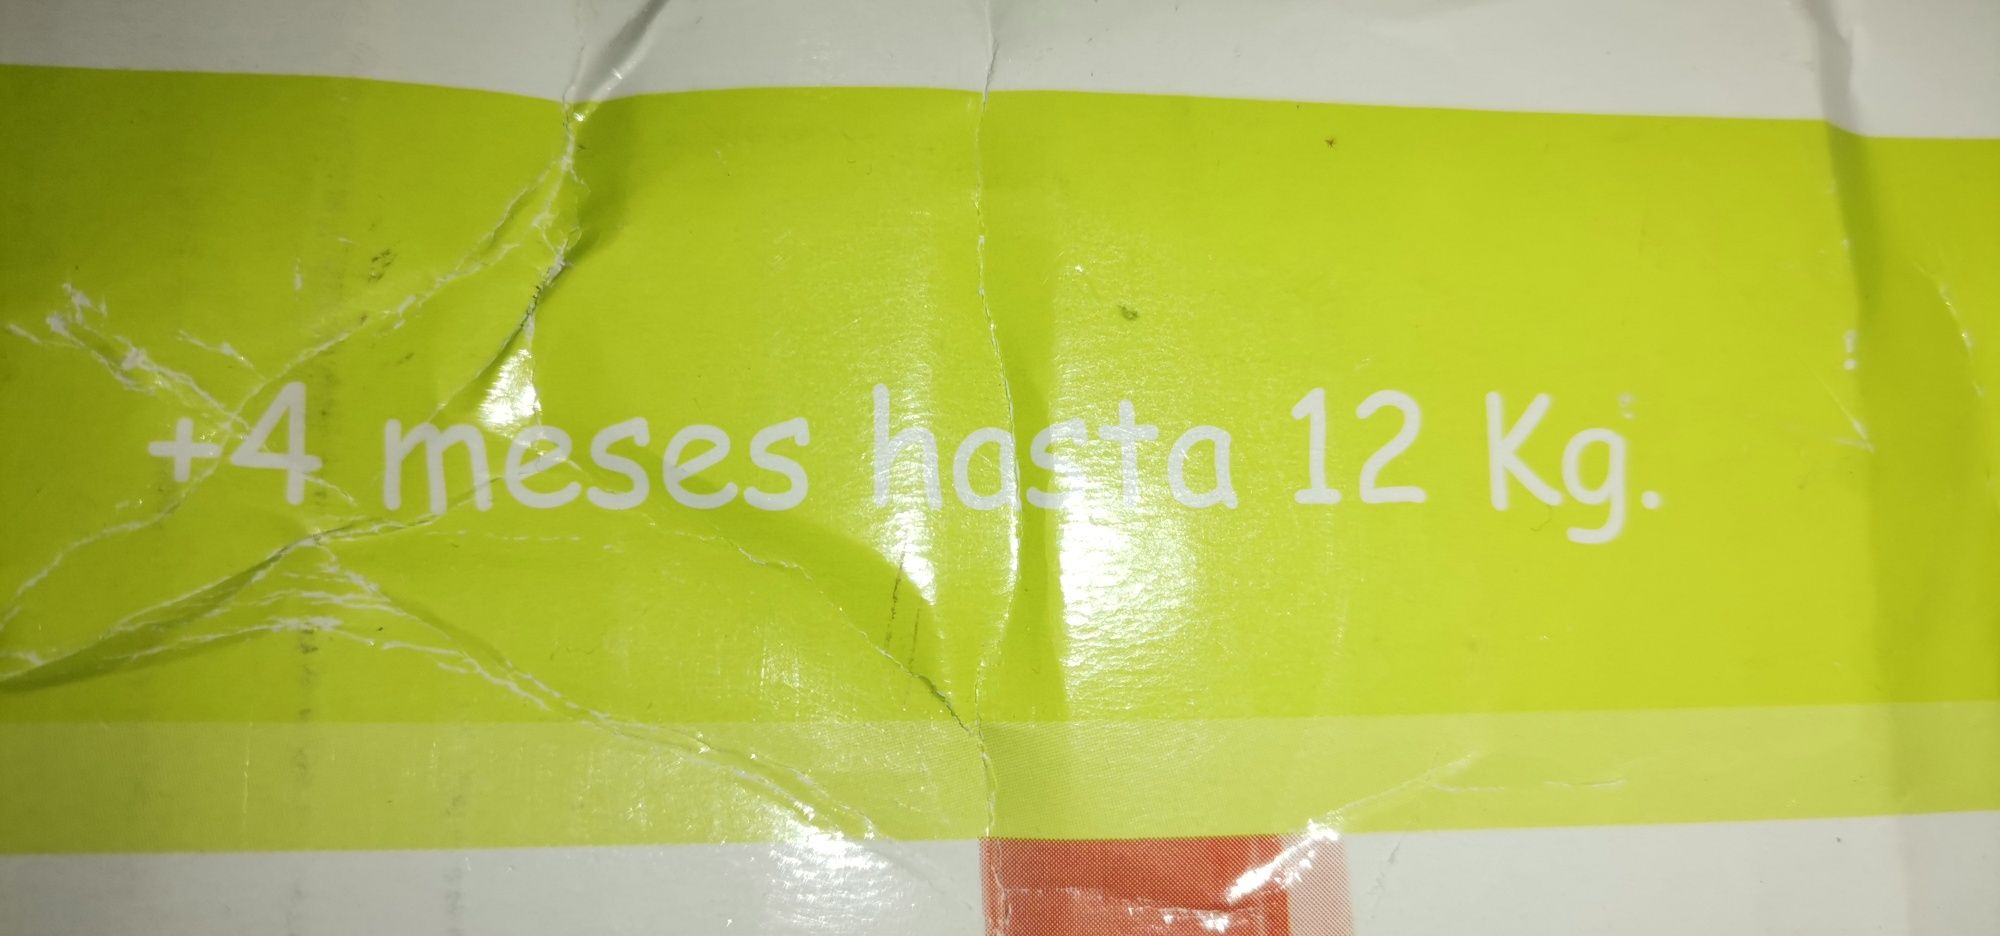 +4 meses hasta 12 Kg.